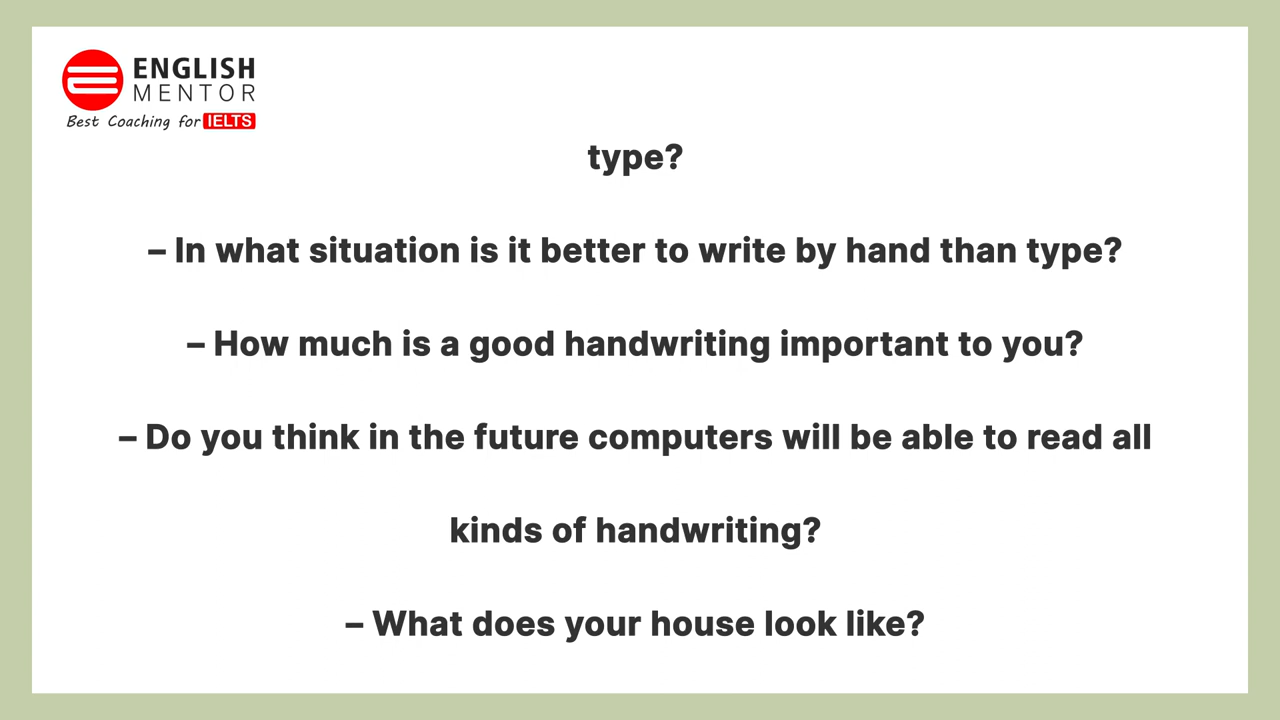 ENGLISH
MENTOR
Best Coaching for IELTS
type?
– In what situation is it better to write by hand than type?
– How much is a good handwriting important to you?
– Do you think in the future computers will be able to read all
kinds of handwriting?
– What does your house look like?